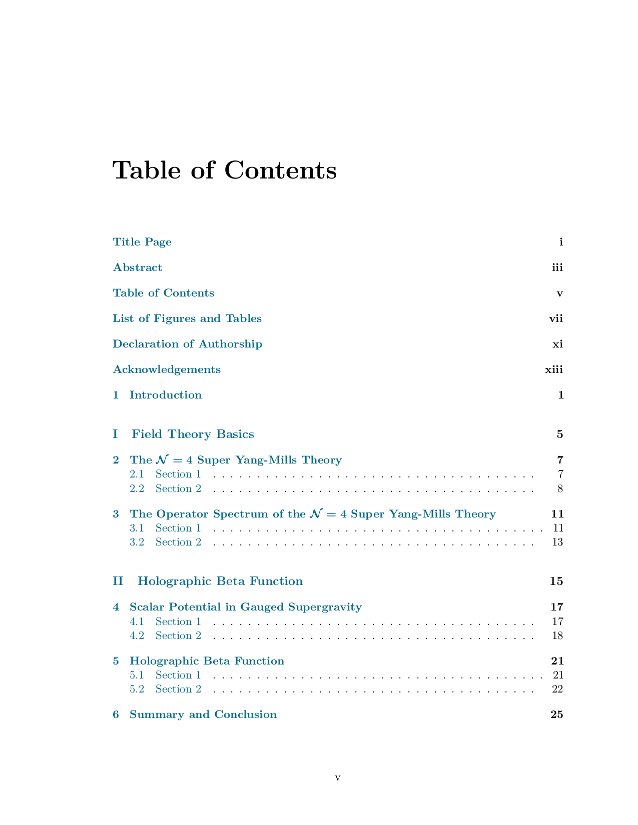 Table of Contents
Title Page i
Abstract iii
Table of Contents v
List of Figures and Tables vii
Declaration of Authorship xi
Acknowledgements xiii
1 Introduction 1
I Field Theory Basics 5
2 The 𝒩 = 4 Super Yang-Mills Theory 7
2.1 Section 1 . . . . . . . . . . . . . . . . . . . . . . . . . . . . . . . . . . . . . 7
2.2 Section 2 . . . . . . . . . . . . . . . . . . . . . . . . . . . . . . . . . . . . . 8
3 The Operator Spectrum of the 𝒩 = 4 Super Yang-Mills Theory 11
3.1 Section 1 . . . . . . . . . . . . . . . . . . . . . . . . . . . . . . . . . . . . . . 11
3.2 Section 2 . . . . . . . . . . . . . . . . . . . . . . . . . . . . . . . . . . . . . 13
II Holographic Beta Function 15
4 Scalar Potential in Gauged Supergravity 17
4.1 Section 1 . . . . . . . . . . . . . . . . . . . . . . . . . . . . . . . . . . . . . 17
4.2 Section 2 . . . . . . . . . . . . . . . . . . . . . . . . . . . . . . . . . . . . . 18
5 Holographic Beta Function 21
5.1 Section 1 . . . . . . . . . . . . . . . . . . . . . . . . . . . . . . . . . . . . . . 21
5.2 Section 2 . . . . . . . . . . . . . . . . . . . . . . . . . . . . . . . . . . . . . 22
6 Summary and Conclusion 25
v